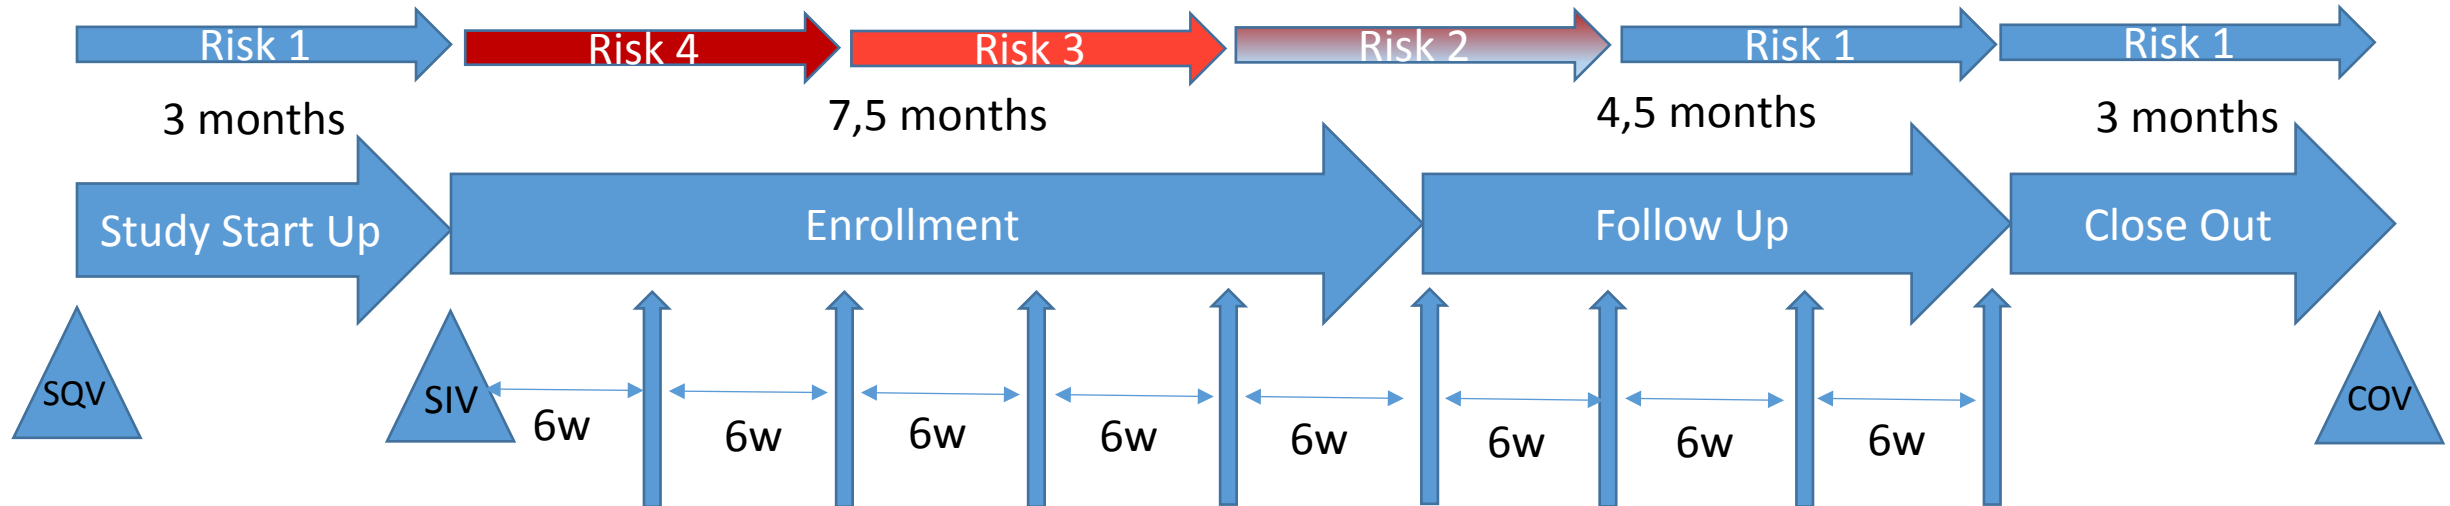 Risk 1
Risk 4
Risk 3
Risk 2
Risk 1
Risk 1
3 months
7,5 months
4,5 months
3 months
Study Start Up
Enrollment
Follow Up
Close Out
SQV
SIV
COV
6w
6w
6w
6w
6w
6w
6w
6w